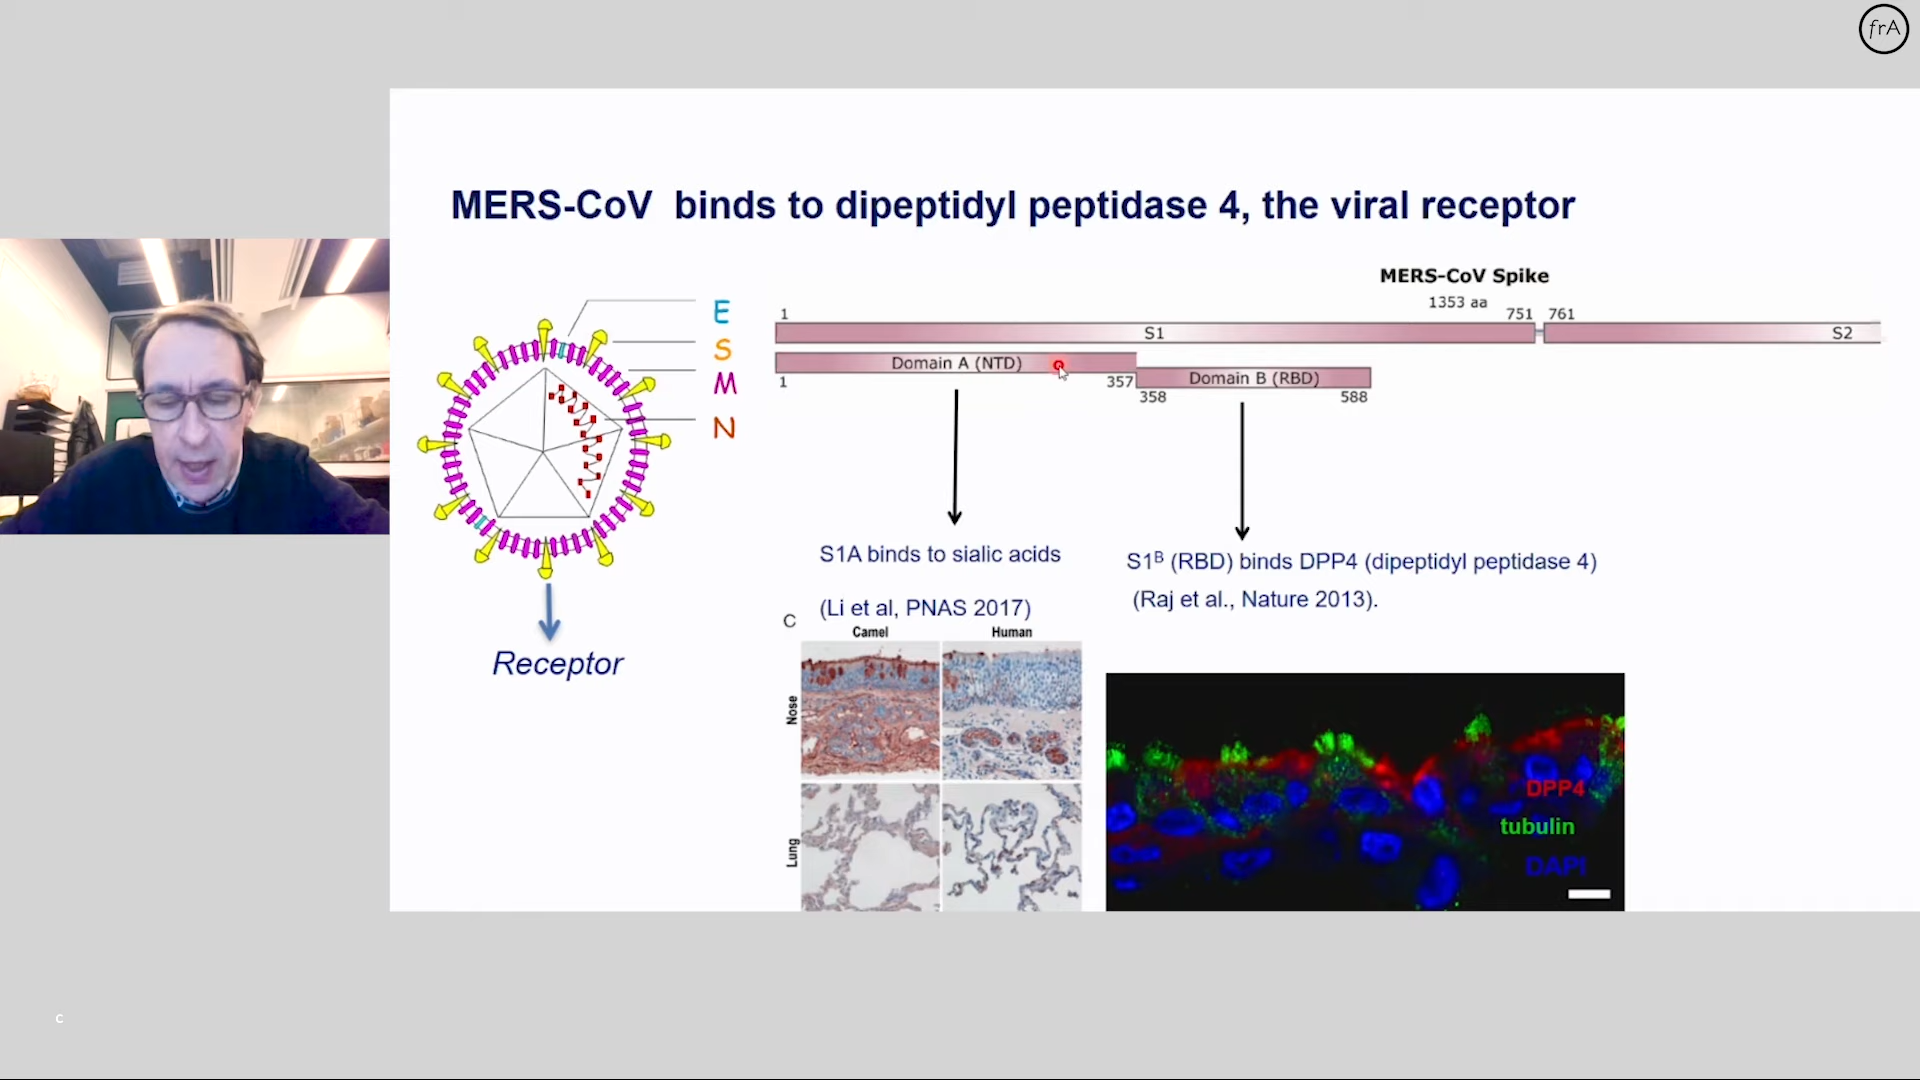 frA
MERS-CoV binds to dipeptidyl peptidase 4, the viral receptor
E
S
M
N
Receptor
MERS-CoV Spike
1353 aa
1
751
761
S1
S2
Domain A (NTD)
1
357
Domain B (RBD)
358
588
S1A binds to sialic acids
(Li et al, PNAS 2017)
S1ᴮ (RBD) binds DPP4 (dipeptidyl peptidase 4)
(Raj et al., Nature 2013).
C
Camel
Human
Nose
Lung
DPP4
tubulin
DAPI
c